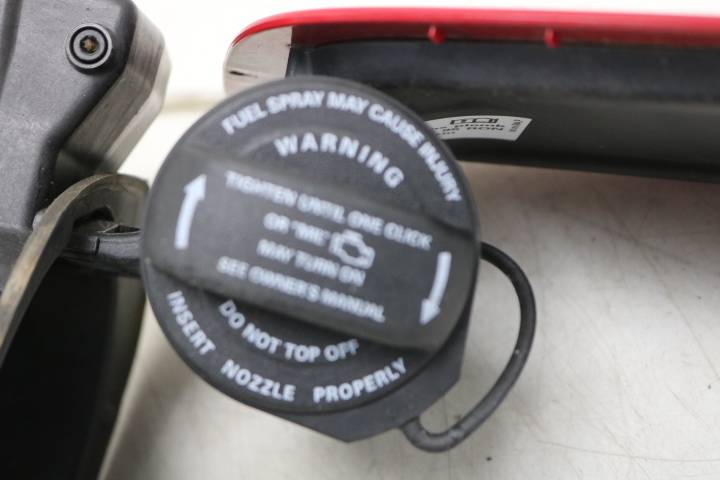 FUEL SPRAY MAY CAUSE INJURY
WARNING
TIGHTEN UNTIL ONE CLICK
OR "MIL"
MAY TURN ON
SEE OWNER'S MANUAL
DO NOT TOP OFF
INSERT NOZZLE PROPERLY
RON